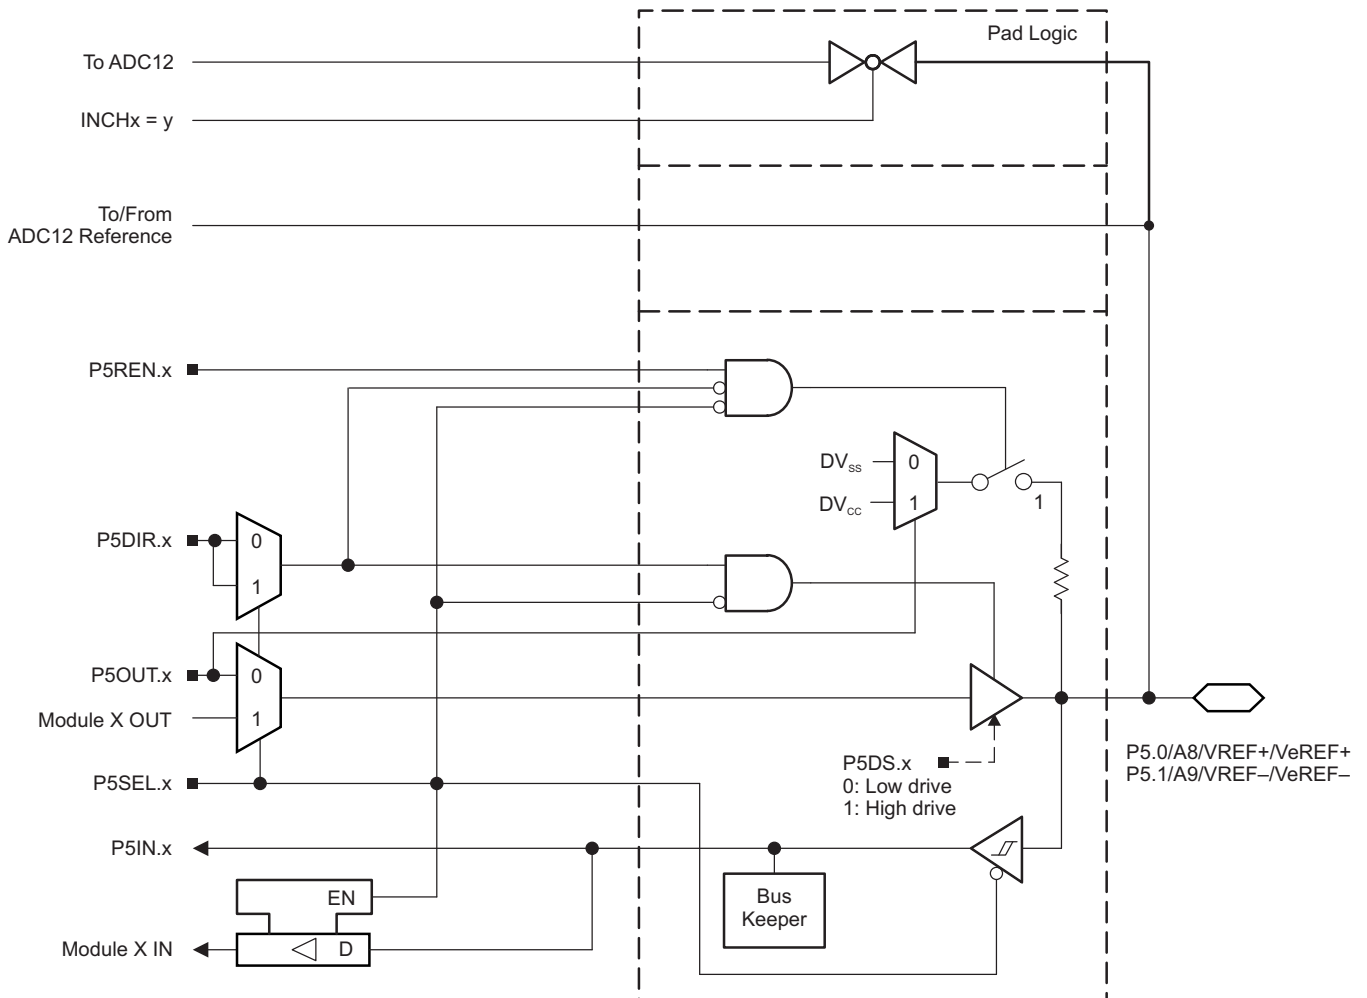 Pad Logic
To ADC12
INCHx = y
To/From
ADC12 Reference
P5REN.x
DVSS
0
DVCC
1
1
P5DIR.x
0
1
P5OUT.x
0
Module X OUT
1
P5SEL.x
P5DS.x
0: Low drive
1: High drive
P5.0/A8/VREF+/VeREF+
P5.1/A9/VREF–/VeREF–
P5IN.x
EN
Bus
Keeper
Module X IN
D